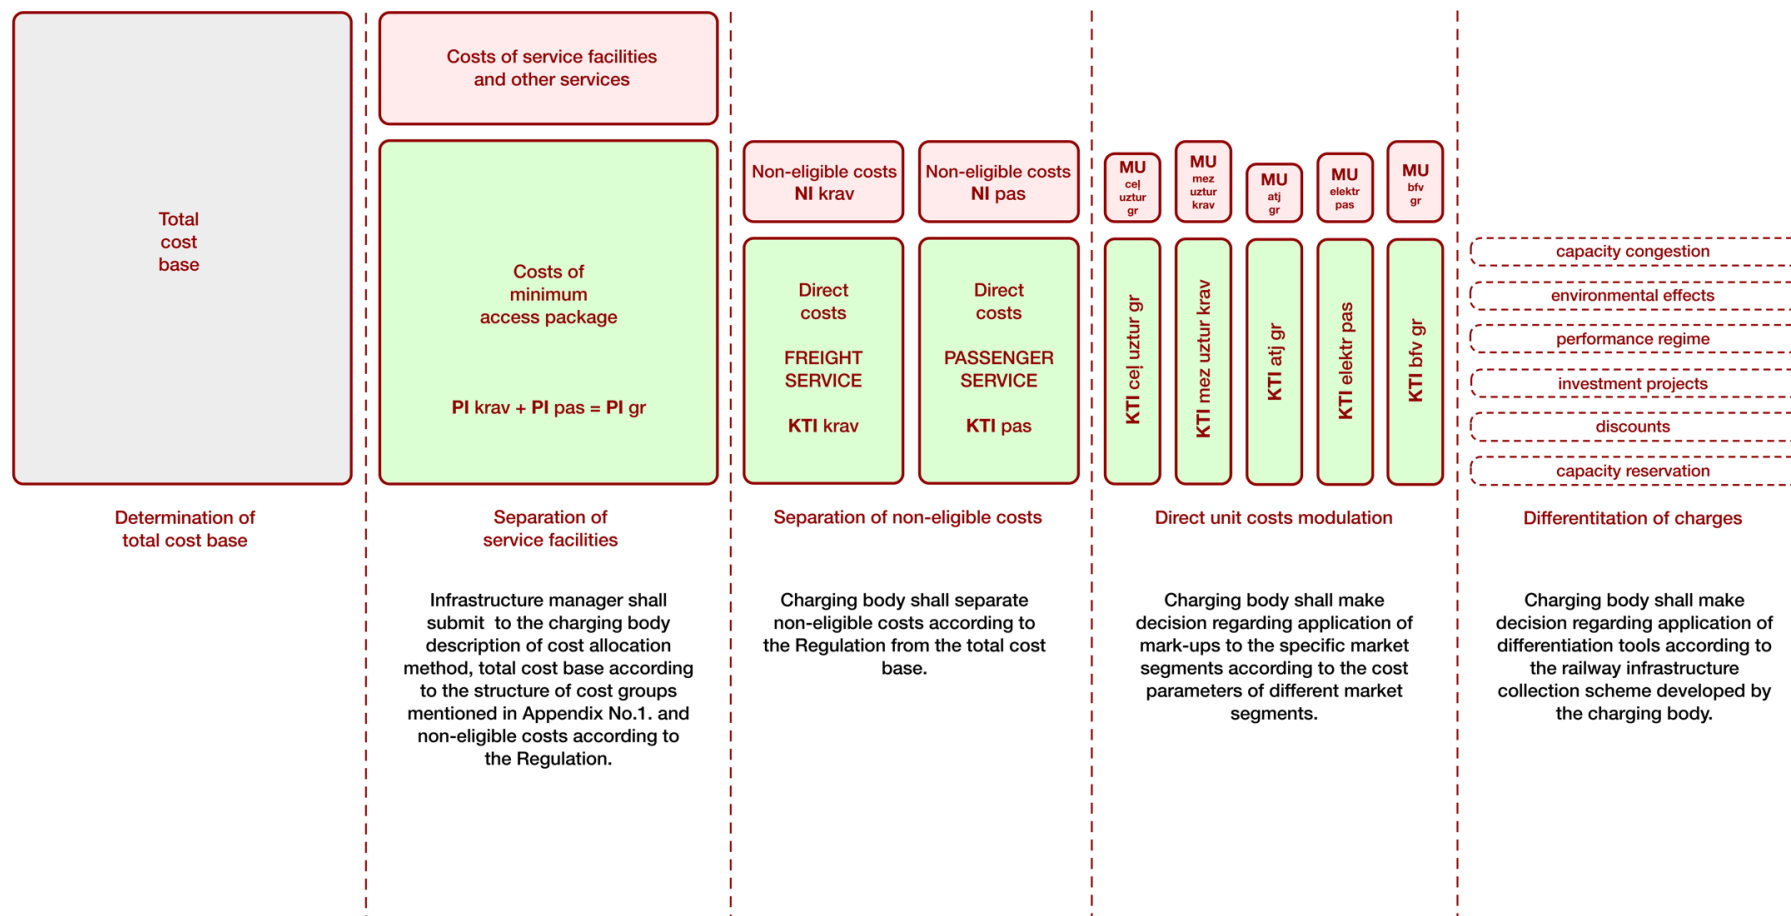 Total
cost
base
Determination of
total cost base
Costs of service facilities
and other services
Costs of
minimum
access package
PI krav + PI pas = PI gr
Separation of
service facilities
Infrastructure manager shall
submit  to the charging body
description of cost allocation
method, total cost base according
to the structure of cost groups
mentioned in Appendix No.1. and
non-eligible costs according to
the Regulation.
Non-eligible costs
NI krav
Non-eligible costs
NI pas
Direct
costs
FREIGHT
SERVICE
KTI krav
Direct
costs
PASSENGER
SERVICE
KTI pas
Separation of non-eligible costs
Charging body shall separate
non-eligible costs according to
the Regulation from the total cost
base.
MU
ceļ
uztur
gr
MU
mez
uztur
krav
MU
atj
gr
MU
elektr
pas
MU
bfv
gr
KTI ceļ uztur gr
KTI mez uztur krav
KTI atj gr
KTI elektr pas
KTI bfv gr
Direct unit costs modulation
Charging body shall make
decision regarding application of
mark-ups to the specific market
segments according to the cost
parameters of different market
segments.
capacity congestion
environmental effects
performance regime
investment projects
discounts
capacity reservation
Differentitation of charges
Charging body shall make
decision regarding application of
differentiation tools according to
the railway infrastructure
collection scheme developed by
the charging body.